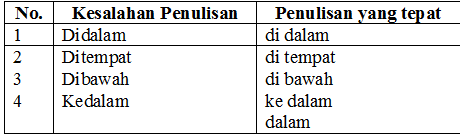 No. Kesalahan Penulisan Penulisan yang tepat
1 Didalam di dalam
2 Ditempat di tempat
3 Dibawah di bawah
4 Kedalam ke dalam
dalam